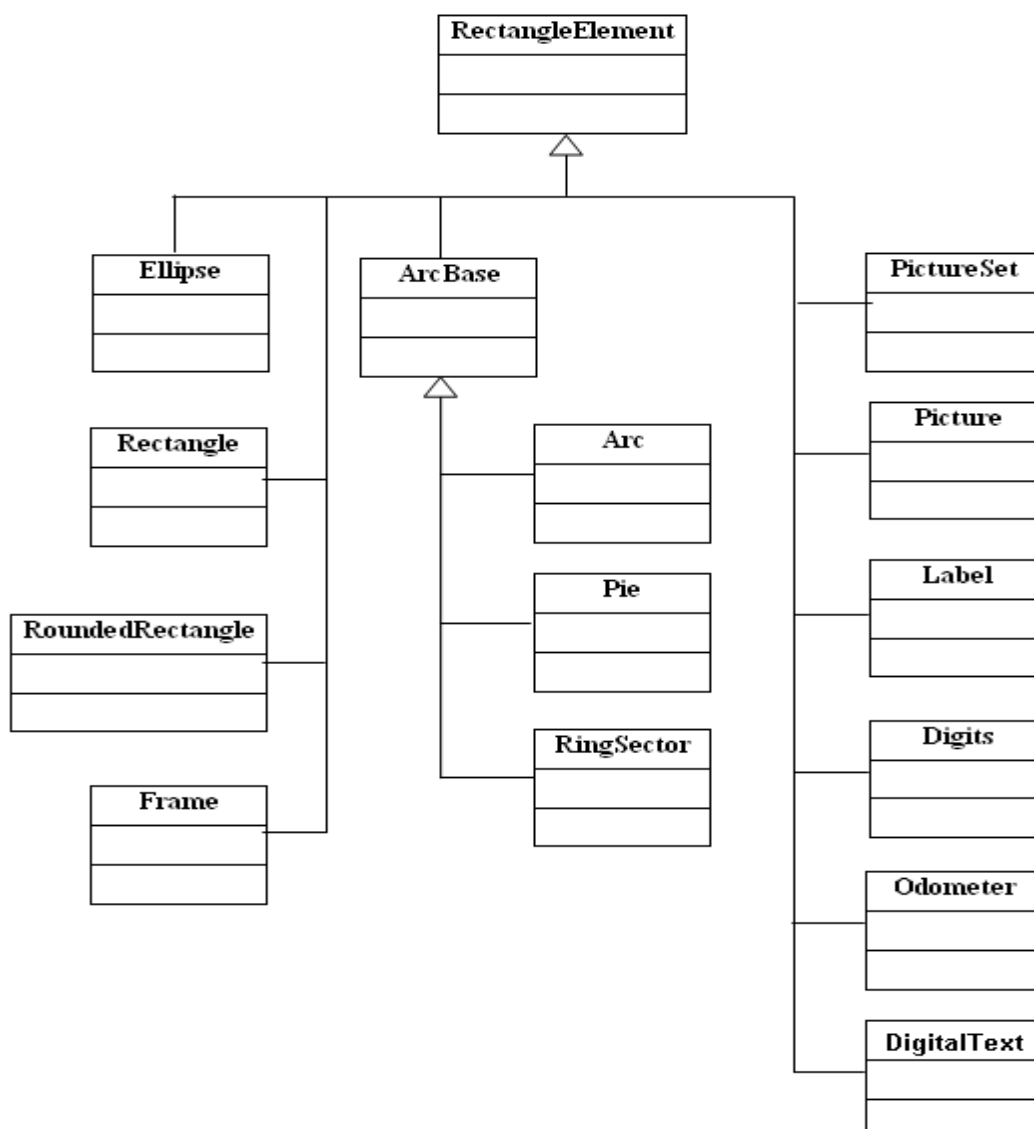 RectangleElement
Ellipse
ArcBase
PictureSet
Rectangle
Arc
Picture
Pie
Label
RoundedRectangle
RingSector
Digits
Frame
Odometer
DigitalText